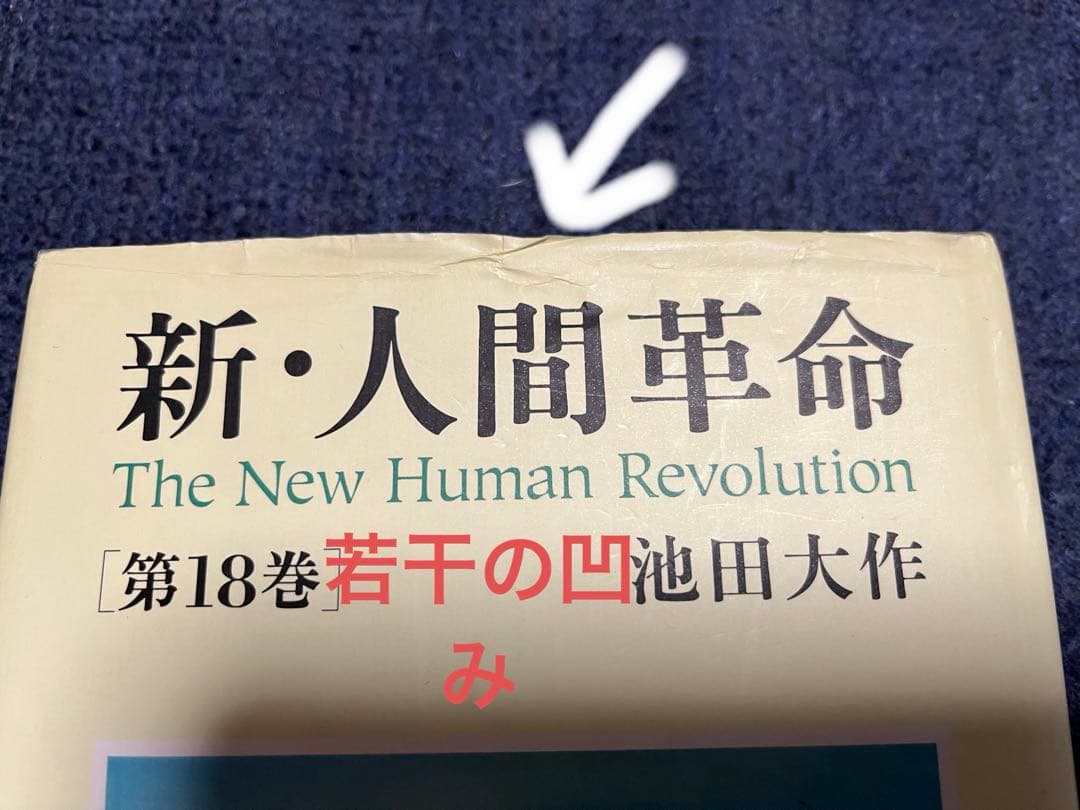 新・人間革命
The New Human Revolution
[第18巻]若干の凹池田大作
み